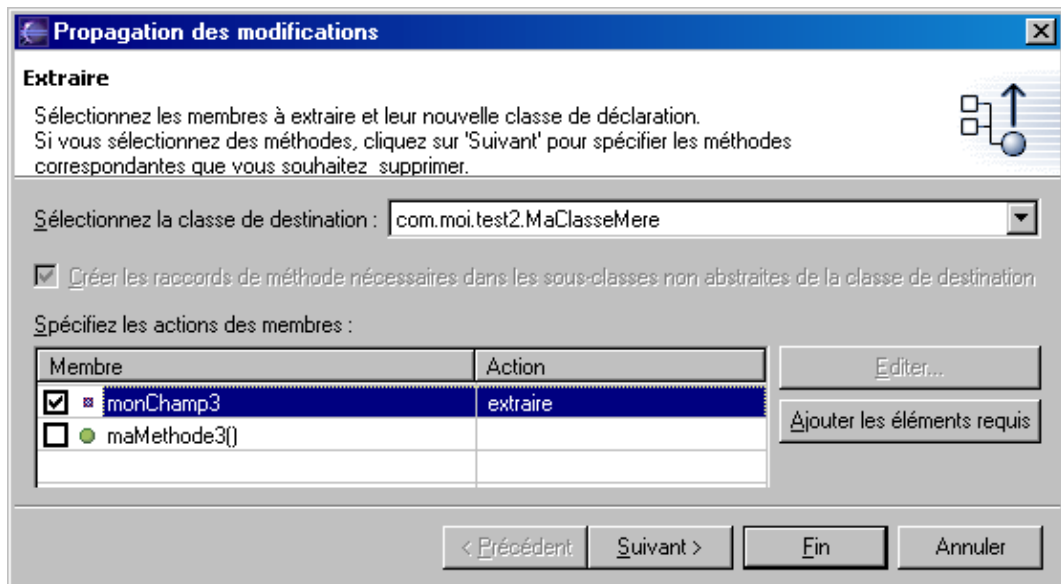 Propagation des modifications
Extraire
Sélectionnez les membres à extraire et leur nouvelle classe de déclaration.
Si vous sélectionnez des méthodes, cliquez sur 'Suivant' pour spécifier les méthodes
correspondantes que vous souhaitez supprimer.
Sélectionnez la classe de destination : com.moi.test2.MaClasseMere
Créer les raccords de méthode nécessaires dans les sous-classes non abstraites de la classe de destination
Spécifiez les actions des membres :
Membre Action
Editer...
monChamp3 extraire
Ajouter les éléments requis
maMethode3()
< Précédent Suivant > Fin Annuler